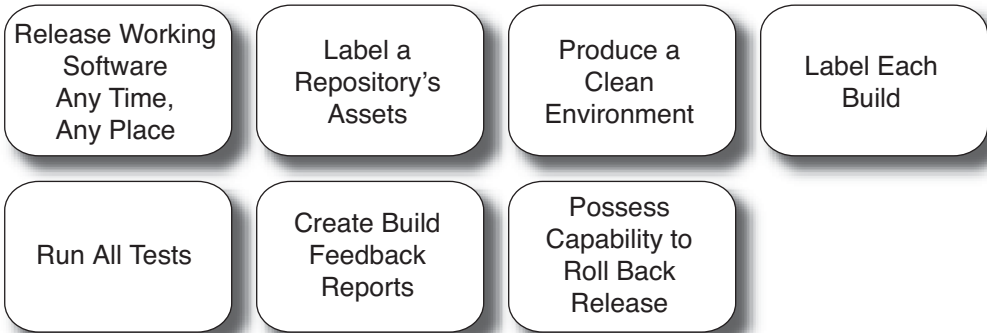 Release Working
Software
Any Time,
Any Place
Label a
Repository's
Assets
Produce a
Clean
Environment
Label Each
Build
Run All Tests
Create Build
Feedback
Reports
Possess
Capability to
Roll Back
Release